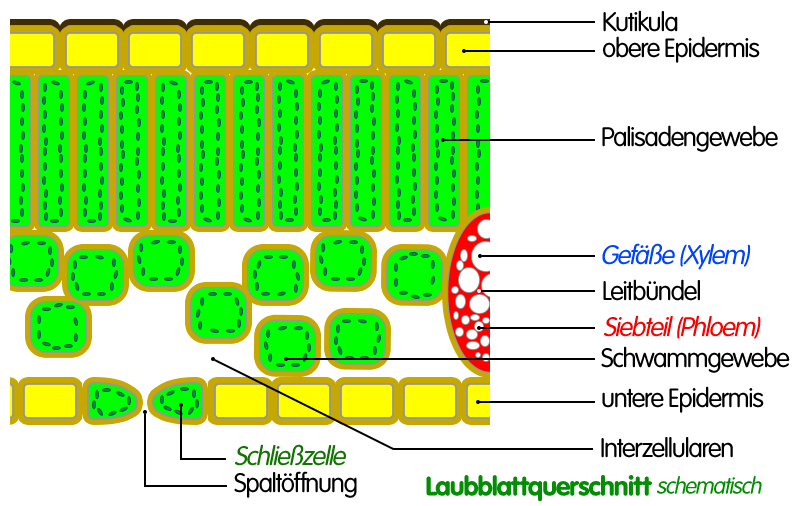 Kutikula
obere Epidermis
Palisadengewebe
Gefäße (Xylem)
Leitbündel
Siebteil (Phloem)
Schwammgewebe
untere Epidermis
Interzellularen
Schließzelle
Spaltöffnung
Laubblattquerschnitt schematisch